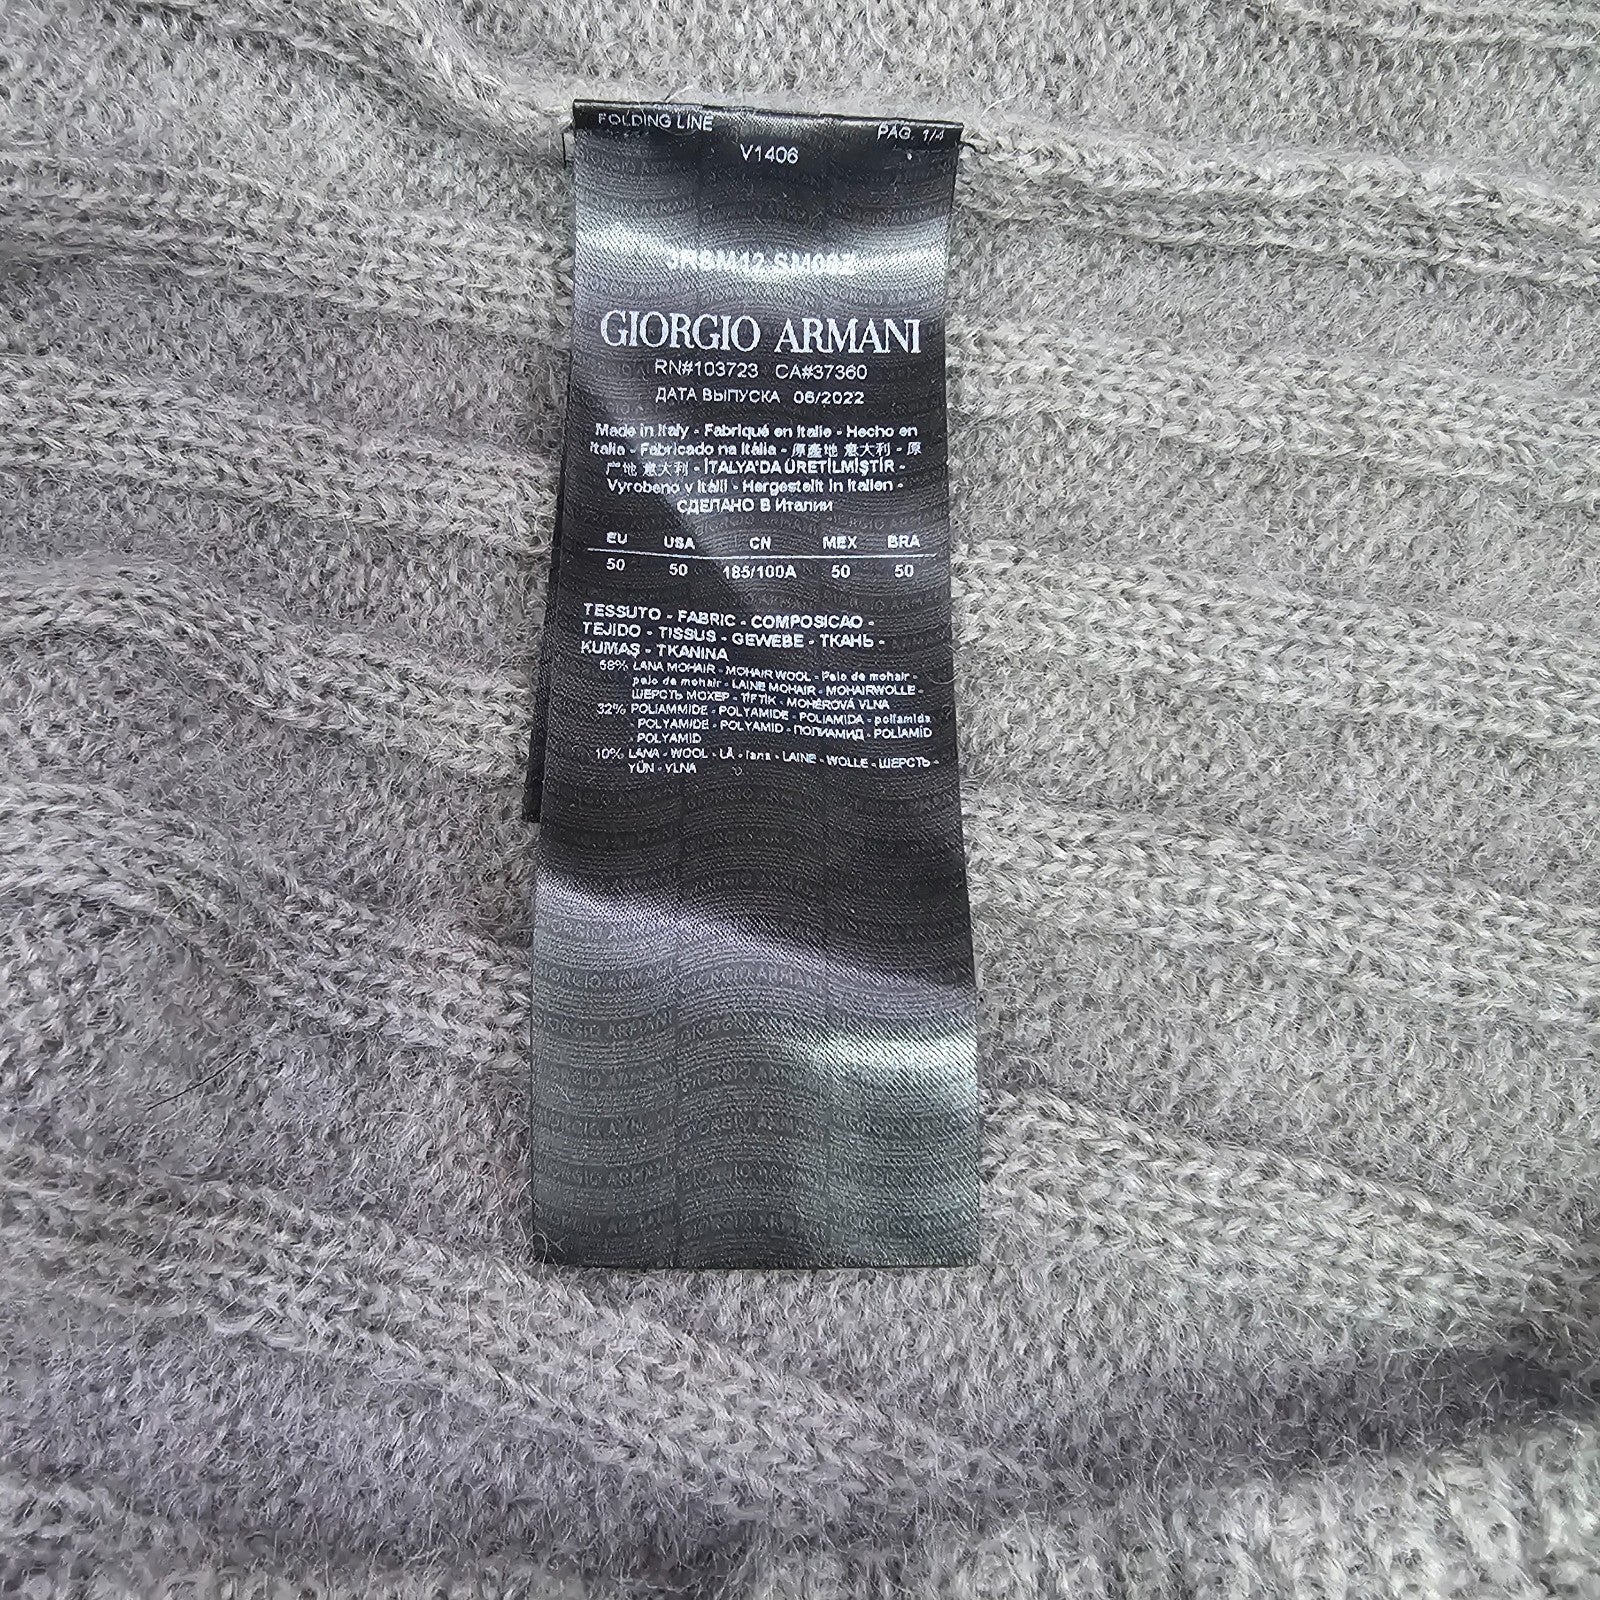 FOLDING LINE PAG. 1/4
V1406
GIORGIO ARMANI
RN#103723 CA#37360
ДАТА ВЫПУСКА 06/2022
Made in Italy - Fabriqué en Italie - Hecho en
Italia - Fabricado na Itália - 原產地 意大利 - 原
产地 意大利 - İTALYA'DA ÜRETİLMİŞTİR -
Vyrobeno v Itálii - Hergestellt in Italien -
СДЕЛАНО В Италии
EU USA CN MEX BRA
50 50 185/100A 50 50
TESSUTO - FABRIC - COMPOSICAO -
TEJIDO - TISSUS - GEWEBE - ТКАНЬ -
KUMAŞ - TKANINA
58% LANA MOHAIR - MOHAIR WOOL - Pelo de mohair -
pelo de mohair - LAINE MOHAIR - MOHAIRWOLLE -
ШЕРСТЬ МОХЕР - TİFTİK - MOHÉROVÁ VLNA
32% POLIAMMIDE - POLYAMIDE - POLIAMIDA - poliamida
- POLYAMIDE - POLYAMID - ПОЛИАМИД - POLİAMİD
POLYAMID
10% LANA - WOOL - LÃ - lana - LAINE - WOLLE - ШЕРСТЬ -
YÜN - VLNA